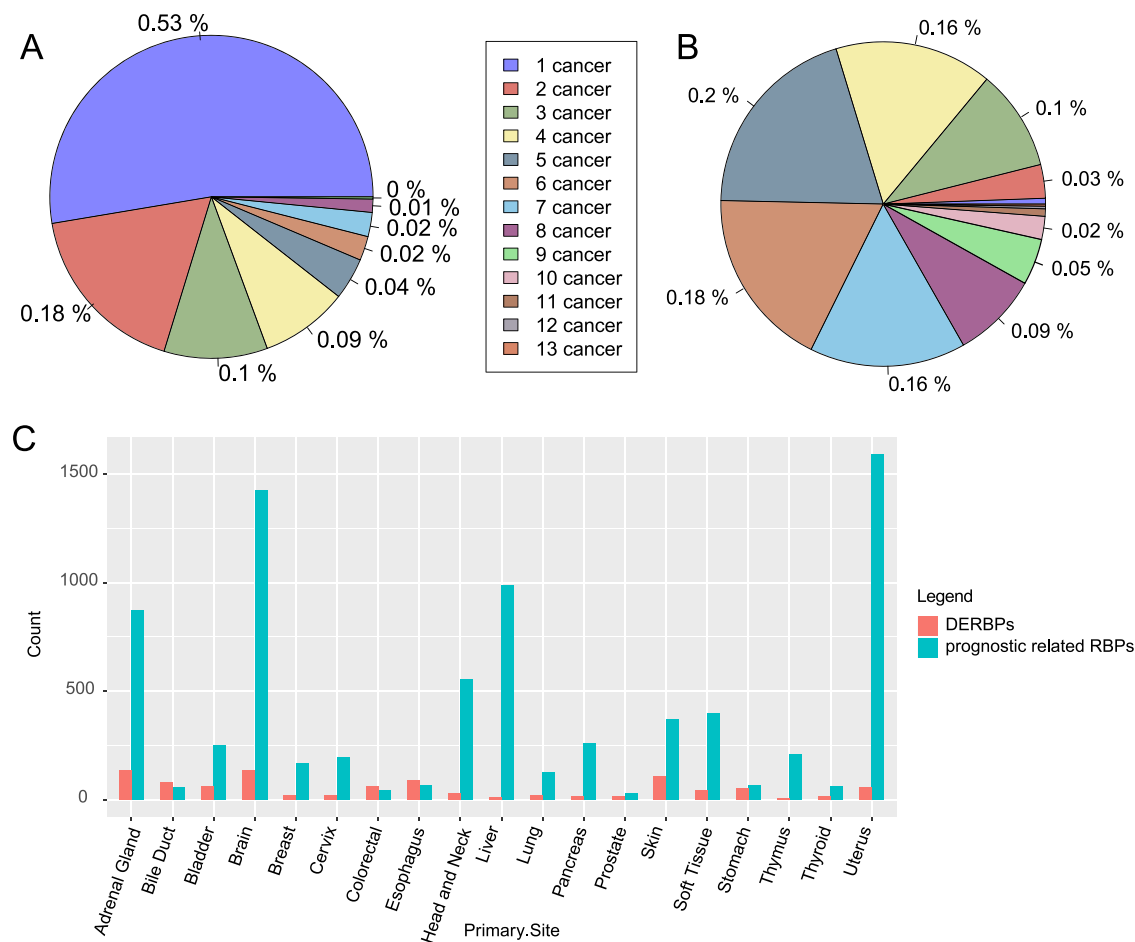 A
0.53 %
0 %
0.01 %
0.02 %
0.02 %
0.04 %
0.09 %
0.1 %
0.18 %
1 cancer
2 cancer
3 cancer
4 cancer
5 cancer
6 cancer
7 cancer
8 cancer
9 cancer
10 cancer
11 cancer
12 cancer
13 cancer
B
0.16 %
0.1 %
0.03 %
0.02 %
0.05 %
0.09 %
0.16 %
0.18 %
0.2 %
C
1500
1000
500
0
Count
Adrenal Gland
Bile Duct
Bladder
Brain
Breast
Cervix
Colorectal
Esophagus
Head and Neck
Liver
Lung
Pancreas
Prostate
Skin
Soft Tissue
Stomach
Thymus
Thyroid
Uterus
Primary.Site
Legend
DERBPs
prognostic related RBPs